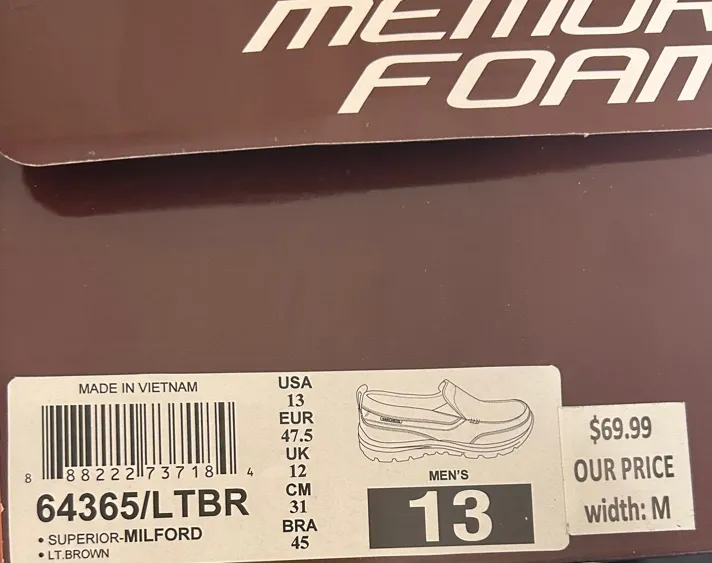 MEMOR
FOAM
MADE IN VIETNAM
8 88222 73718 4
64365/LTBR
• SUPERIOR-MILFORD
• LT.BROWN
USA
13
EUR
47.5
UK
12
CM
31
BRA
45
MEN'S
13
$69.99
OUR PRICE
width: M